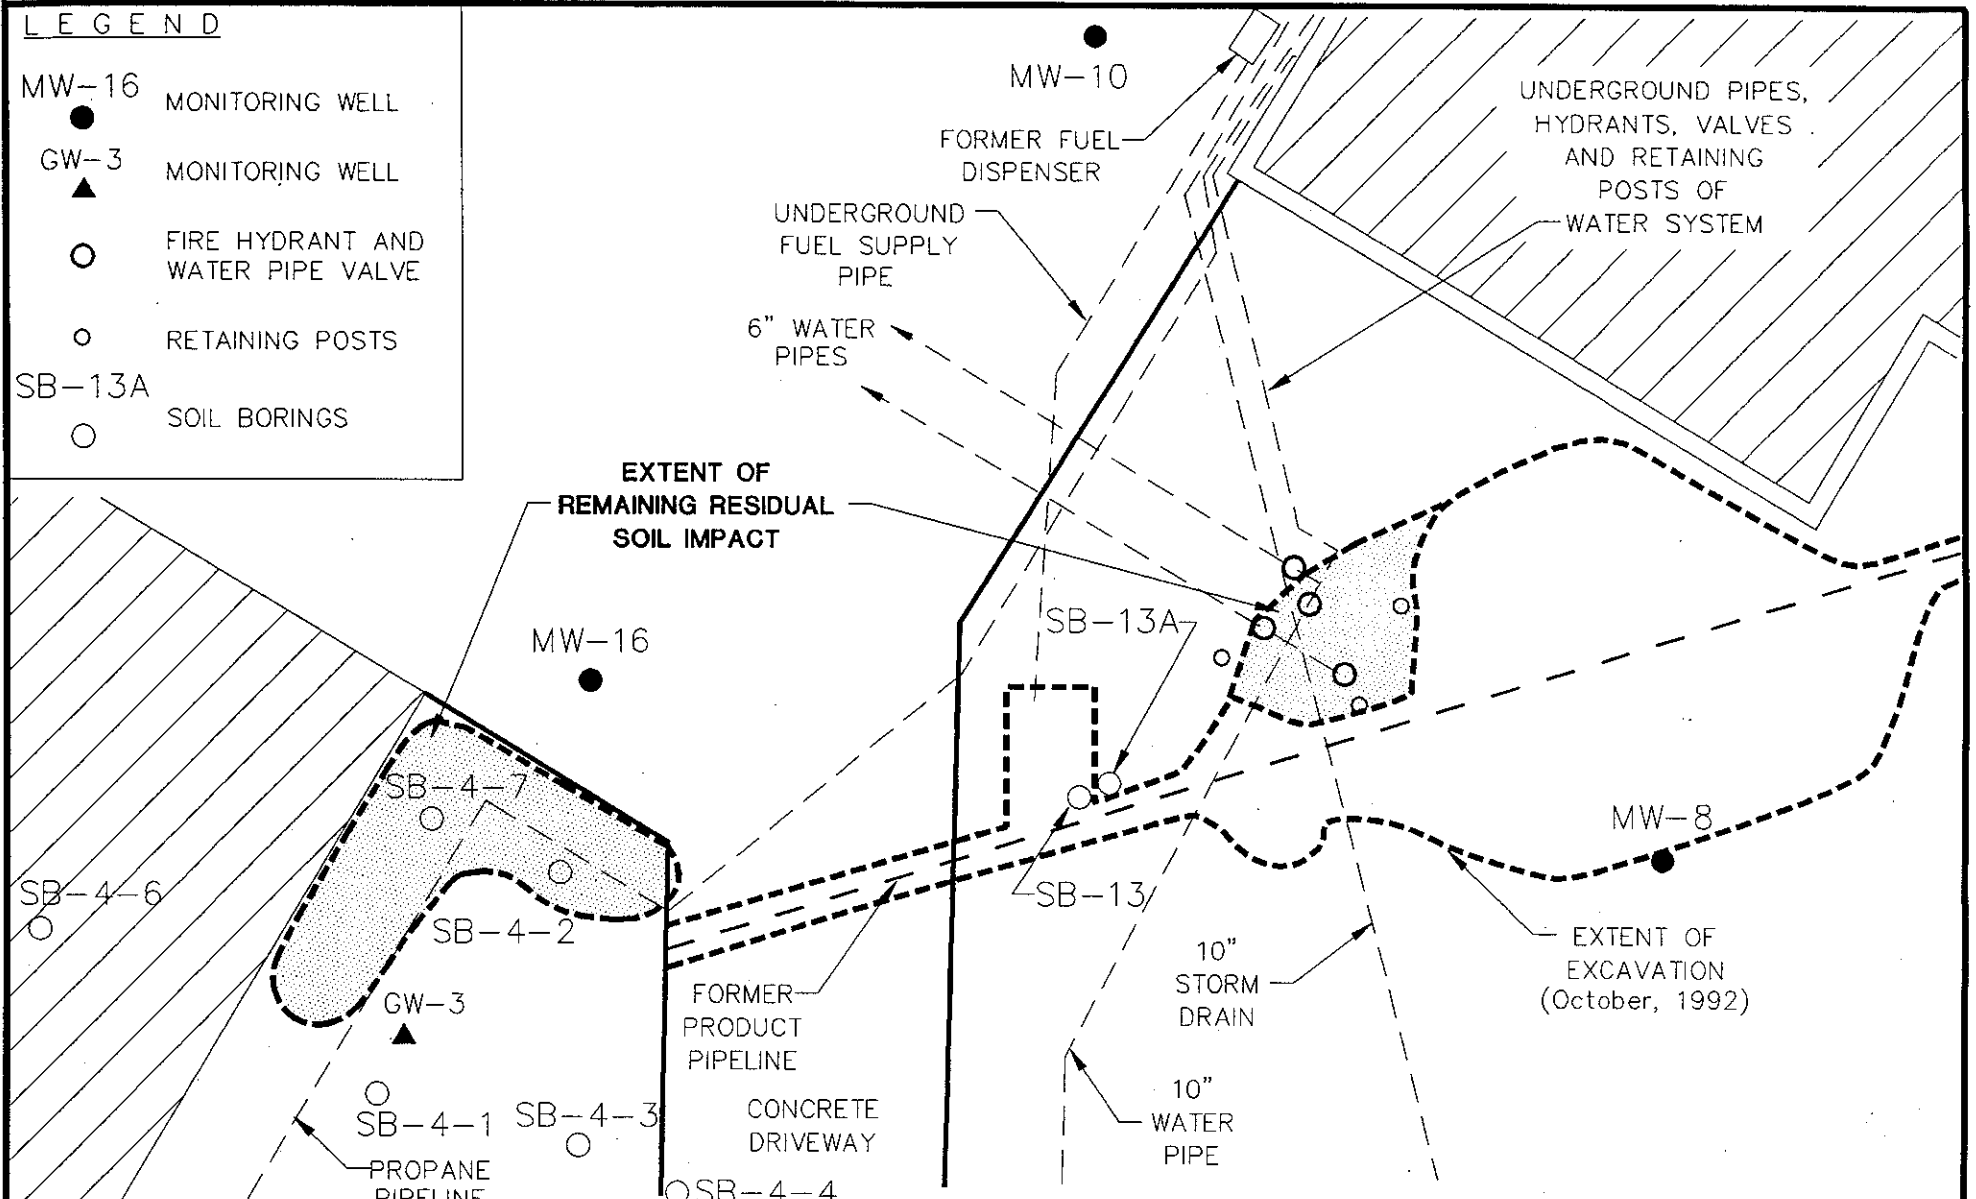 LEGEND
MW-16
MONITORING WELL
GW-3
MONITORING WELL
FIRE HYDRANT AND
WATER PIPE VALVE
RETAINING POSTS
SB-13A
SOIL BORINGS
MW-10
FORMER FUEL
DISPENSER
UNDERGROUND PIPES,
HYDRANTS, VALVES
AND RETAINING
POSTS OF
WATER SYSTEM
UNDERGROUND
FUEL SUPPLY
PIPE
6" WATER
PIPES
EXTENT OF
REMAINING RESIDUAL
SOIL IMPACT
MW-16
SB-13A
SB-4-7
SB-4-6
SB-4-2
GW-3
SB-4-1
SB-4-3
PROPANE
PIPELINE
SB-4-4
FORMER
PRODUCT
PIPELINE
CONCRETE
DRIVEWAY
SB-13
10"
STORM
DRAIN
10"
WATER
PIPE
MW-8
EXTENT OF
EXCAVATION
(October, 1992)